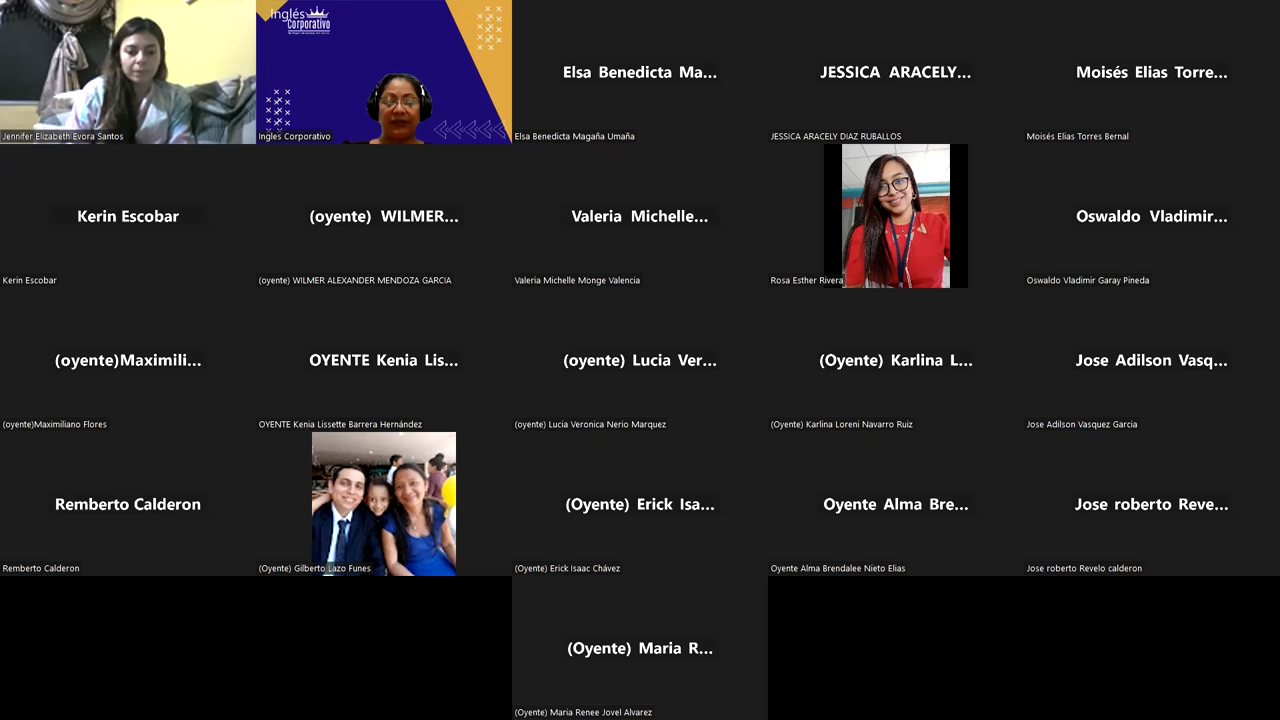 Inglés
Corporativo
Jennifer Elizabeth Evora Santos
Inglés Corporativo
Elsa Benedicta Ma...
Elsa Benedicta Magaña Umaña
JESSICA ARACELY...
JESSICA ARACELY DIAZ RUBALLOS
Moisés Elias Torre...
Moisés Elias Torres Bernal
Kerin Escobar
Kerin Escobar
(oyente) WILMER...
(oyente) WILMER ALEXANDER MENDOZA GARCIA
Valeria Michelle...
Valeria Michelle Monge Valencia
Rosa Esther Rivera
Oswaldo Vladimir...
Oswaldo Vladimir Garay Pineda
(oyente)Maximili...
(oyente)Maximiliano Flores
OYENTE Kenia Lis...
OYENTE Kenia Lissette Barrera Hernández
(oyente) Lucia Ver...
(oyente) Lucia Veronica Nerio Marquez
(Oyente) Karlina L...
(Oyente) Karlina Loreni Navarro Ruiz
Jose Adilson Vasq...
Jose Adilson Vasquez Garcia
Remberto Calderon
Remberto Calderon
(Oyente) Gilberto Lazo Funes
(Oyente) Erick Isa...
(Oyente) Erick Isaac Chávez
Oyente Alma Bre...
Oyente Alma Brendalee Nieto Elias
Jose roberto Reve...
Jose roberto Revelo calderon
(Oyente) Maria R...
(Oyente) Maria Renee Jovel Alvarez